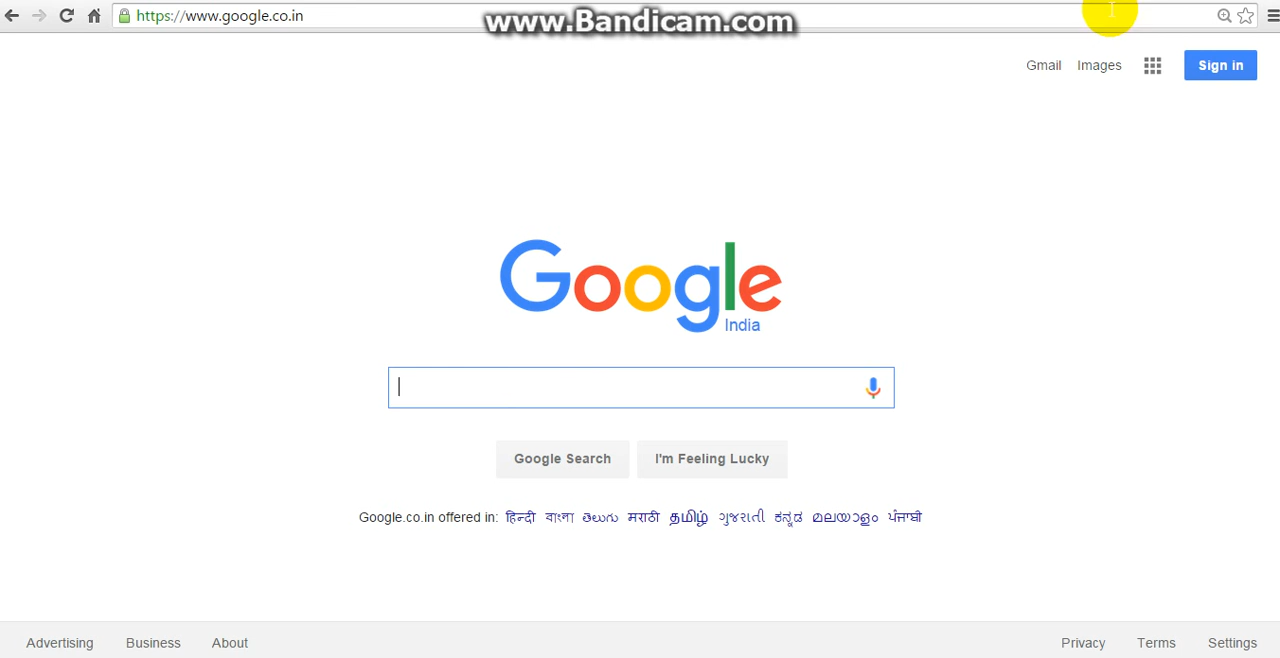 https://www.google.co.in
www.Bandicam.com
Gmail Images Sign in
Google
India
Google Search I'm Feeling Lucky
Google.co.in offered in: हिन्दी বাংলা తెలుగు मराठी தமிழ் ગુજરાતી ಕನ್ನಡ മലയാളം ਪੰਜਾਬੀ
Advertising Business About Privacy Terms Settings